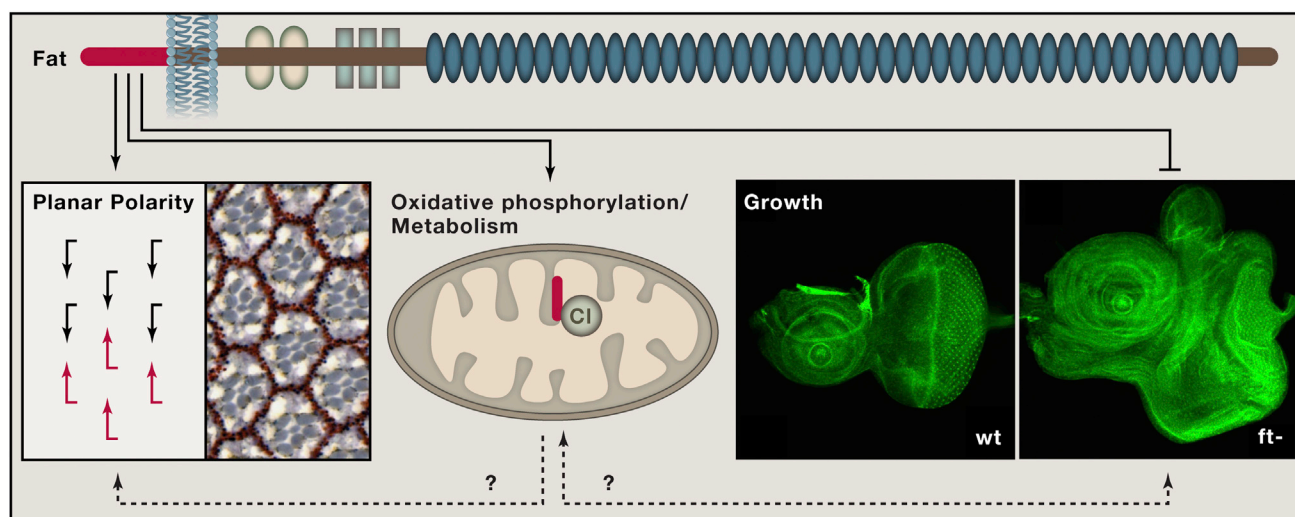 Fat
Planar Polarity
Oxidative phosphorylation/
Metabolism
CI
Growth
wt
ft-
?
?